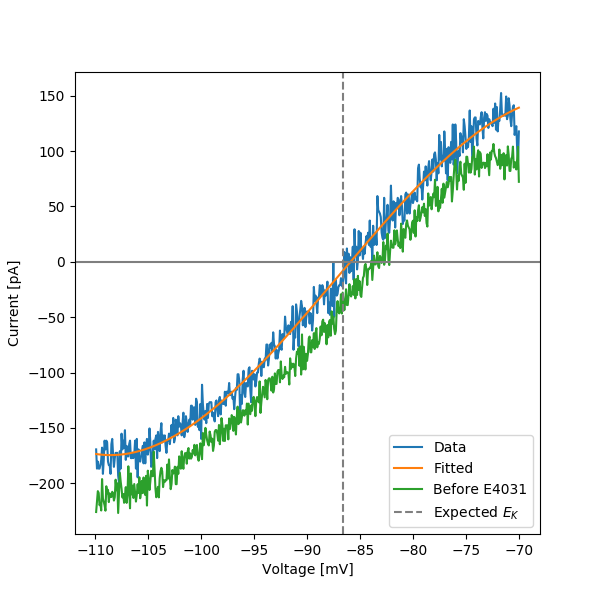 150
100
50
0
−50
−100
−150
−200
Current [pA]
Data
Fitted
Before E4031
Expected E_K
−110 −105 −100 −95 −90 −85 −80 −75 −70
Voltage [mV]